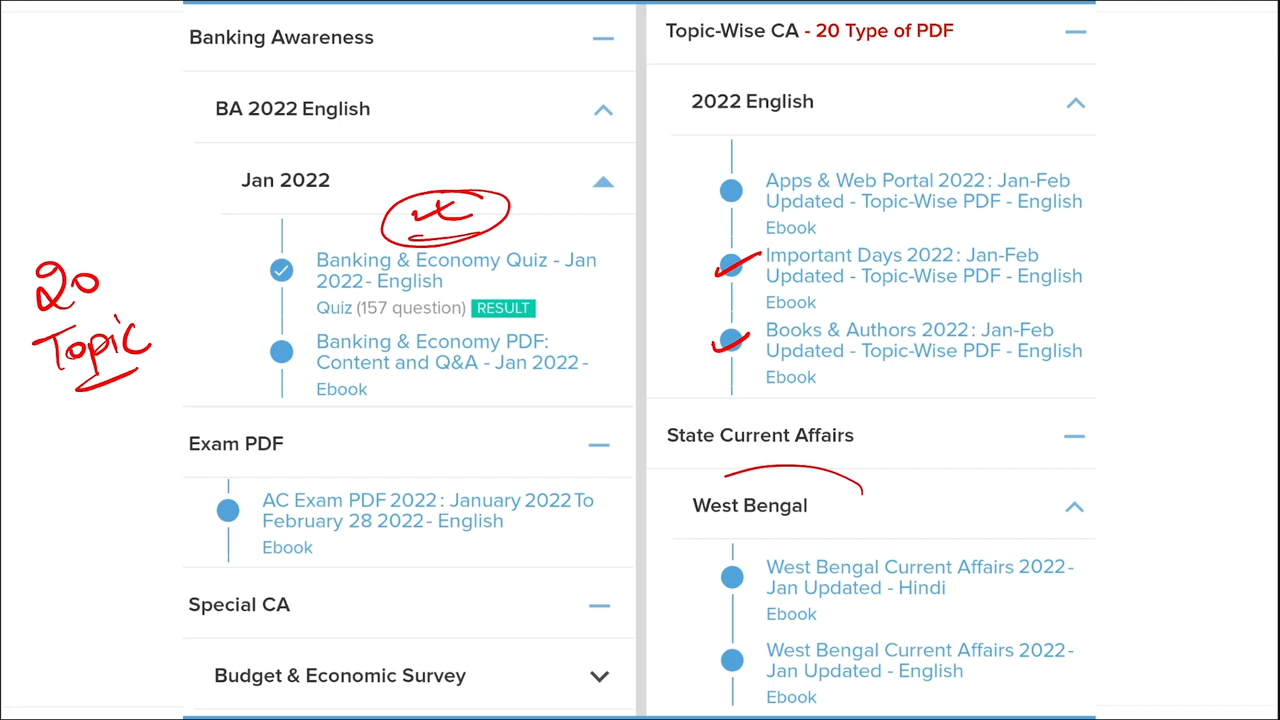 Banking Awareness
BA 2022 English
Jan 2022
Banking & Economy Quiz - Jan
2022- English
Quiz (157 question) RESULT
Banking & Economy PDF:
Content and Q&A - Jan 2022 -
Ebook
Exam PDF
AC Exam PDF 2022 : January 2022 To
February 28 2022 - English
Ebook
Special CA
Budget & Economic Survey
20
Topic
Topic-Wise CA - 20 Type of PDF
2022 English
Apps & Web Portal 2022 : Jan-Feb
Updated - Topic-Wise PDF - English
Ebook
Important Days 2022 : Jan-Feb
Updated - Topic-Wise PDF - English
Ebook
Books & Authors 2022 : Jan-Feb
Updated - Topic-Wise PDF - English
Ebook
State Current Affairs
West Bengal
West Bengal Current Affairs 2022 -
Jan Updated - Hindi
Ebook
West Bengal Current Affairs 2022 -
Jan Updated - English
Ebook